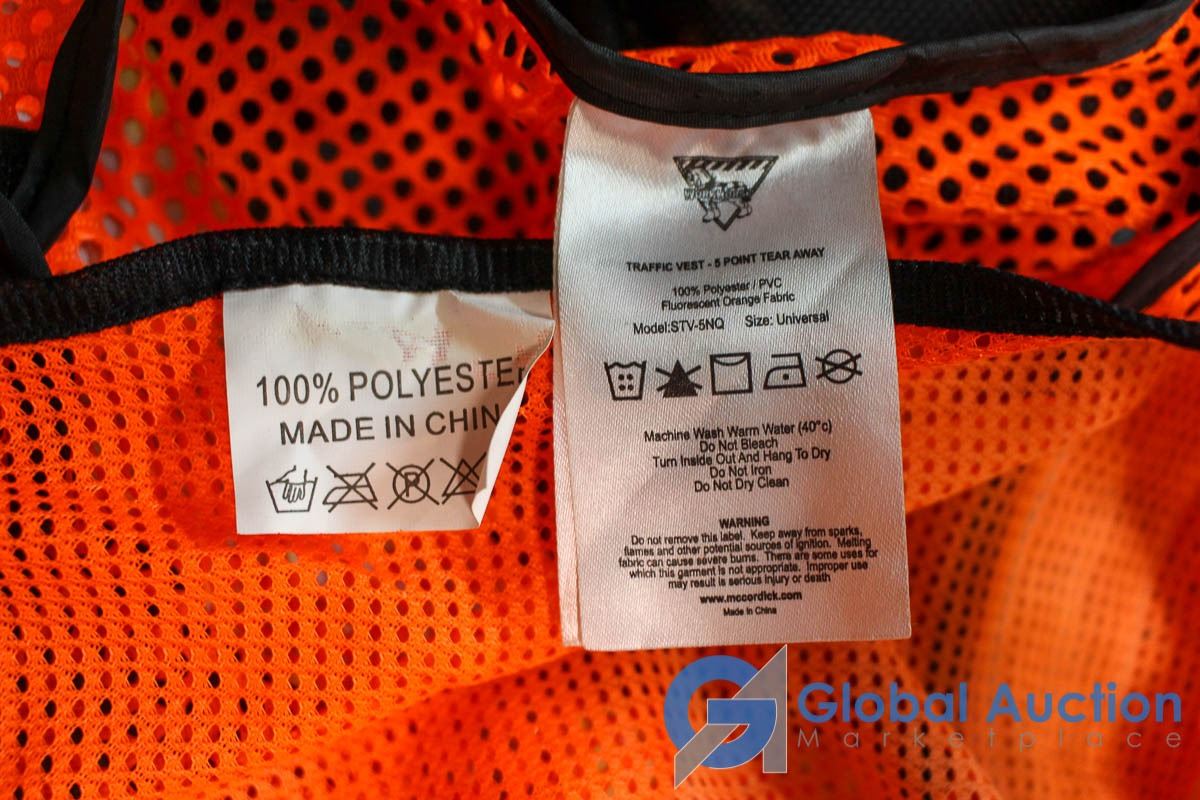 100% POLYESTER
MADE IN CHIN
P
TRAFFIC VEST - 5 POINT TEAR AWAY
100% Polyester / PVC
Fluorescent Orange Fabric
Model:STV-5NQ Size: Universal
Machine Wash Warm Water (40°c)
Do Not Bleach
Turn Inside Out And Hang To Dry
Do Not Iron
Do Not Dry Clean
WARNING
Do not remove this label. Keep away from sparks,
flames and other potential sources of ignition. Melting
fabric can cause severe burns. There are some uses for
which this garment is not appropriate. Improper use
may result is serious injury or death
www.mccordick.com
Made in China
Global Auction
Marketplace